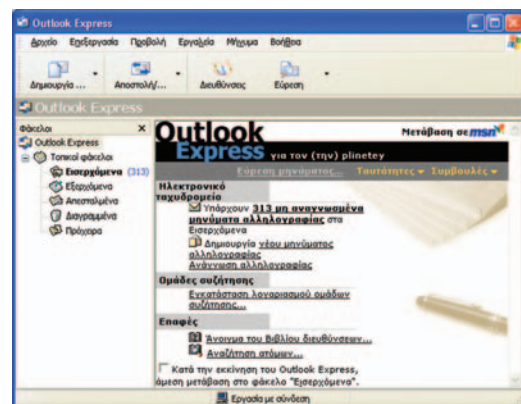 Outlook Express
Αρχείο Επεξεργασία Προβολή Εργαλεία Μήνυμα Βοήθεια
Δημιουργία ... Αποστολή/... Διευθύνσεις Εύρεση
Outlook Express
Φάκελοι
Outlook Express
Τοπικοί φάκελοι
Εισερχόμενα (313)
Εξερχόμενα
Απεσταλμένα
Διαγραμμένα
Πρόχειρα
Outlook Express για τον (την) plinetey
Μετάβαση σε msn
Εύρεση μηνύματος... Ταυτότητες Συμβουλές
Ηλεκτρονικό
ταχυδρομείο
Υπάρχουν 313 μη αναγνωσμένα
μηνύματα αλληλογραφίας στα
Εισερχόμενα
Δημιουργία νέου μηνύματος
αλληλογραφίας
Ανάγνωση αλληλογραφίας
Ομάδες συζήτησης
Εγκατάσταση λογαριασμού ομάδων
συζήτησης...
Επαφές
Άνοιγμα του Βιβλίου διευθύνσεων...
Αναζήτηση ατόμων...
Κατά την εκκίνηση του Outlook Express,
άμεση μετάβαση στο φάκελο "Εισερχόμενα".
Εργασία με σύνδεση